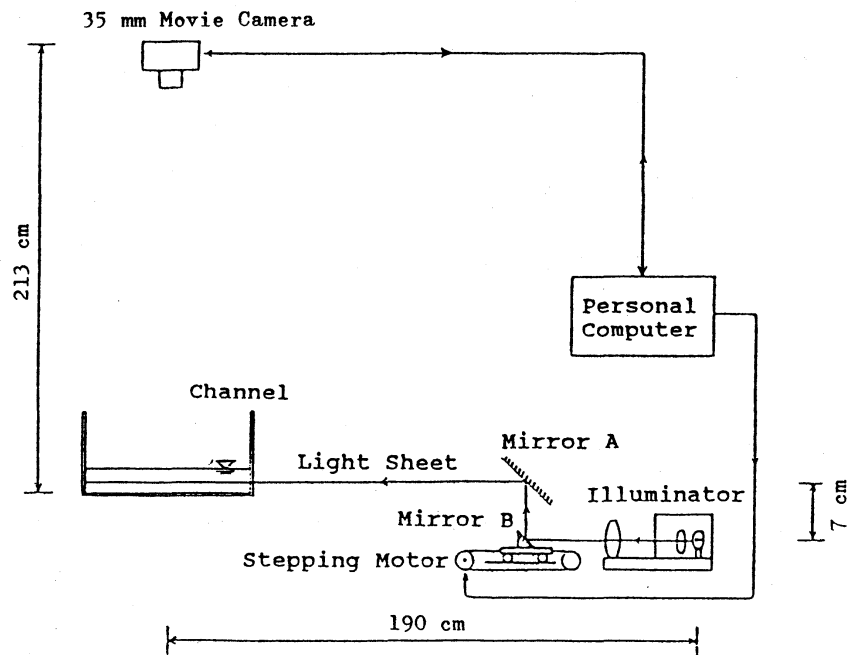 35 mm Movie Camera
213 cm
Personal
Computer
Channel
Mirror A
Light Sheet
Illuminator
Mirror B
7 cm
Stepping Motor
190 cm